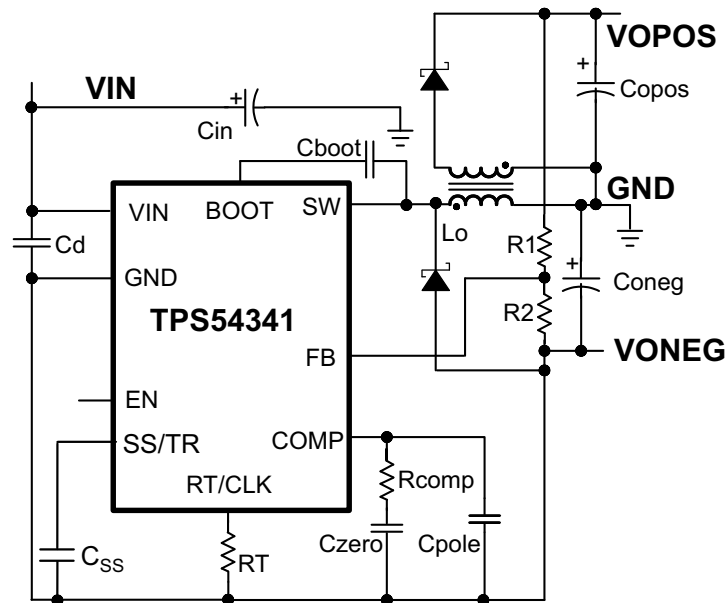 VOPOS
VIN
+
+
Copos
Cin
Cboot
GND
VIN
BOOT
SW
Cd
Lo
R1
+
GND
Coneg
TPS54341
R2
FB
VONEG
EN
SS/TR
COMP
RT/CLK
Rcomp
Czero
Cpole
CSS
RT